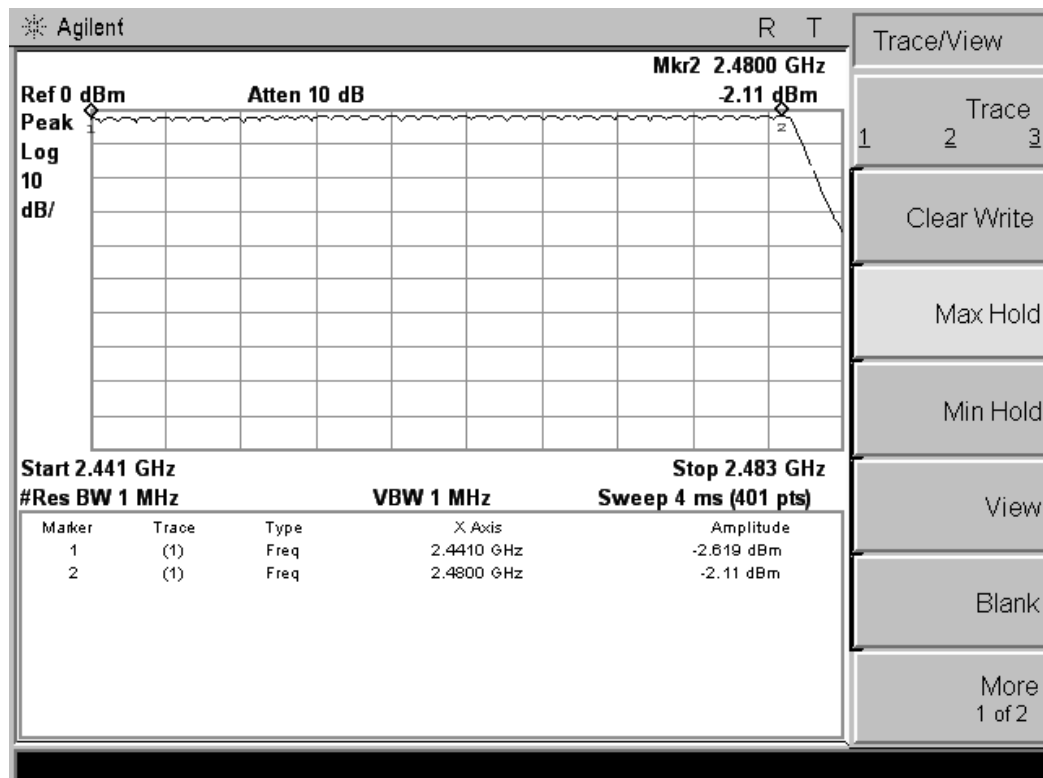 Agilent R T
Mkr2 2.4800 GHz
Ref 0 dBm Atten 10 dB -2.11 dBm
Peak
Log
10
dB/
1
2
Start 2.441 GHz Stop 2.483 GHz
#Res BW 1 MHz VBW 1 MHz Sweep 4 ms (401 pts)
Marker Trace Type X Axis Amplitude
1 (1) Freq 2.4410 GHz -2.619 dBm
2 (1) Freq 2.4800 GHz -2.11 dBm
Trace/View
Trace
1 2 3
Clear Write
Max Hold
Min Hold
View
Blank
More
1 of 2